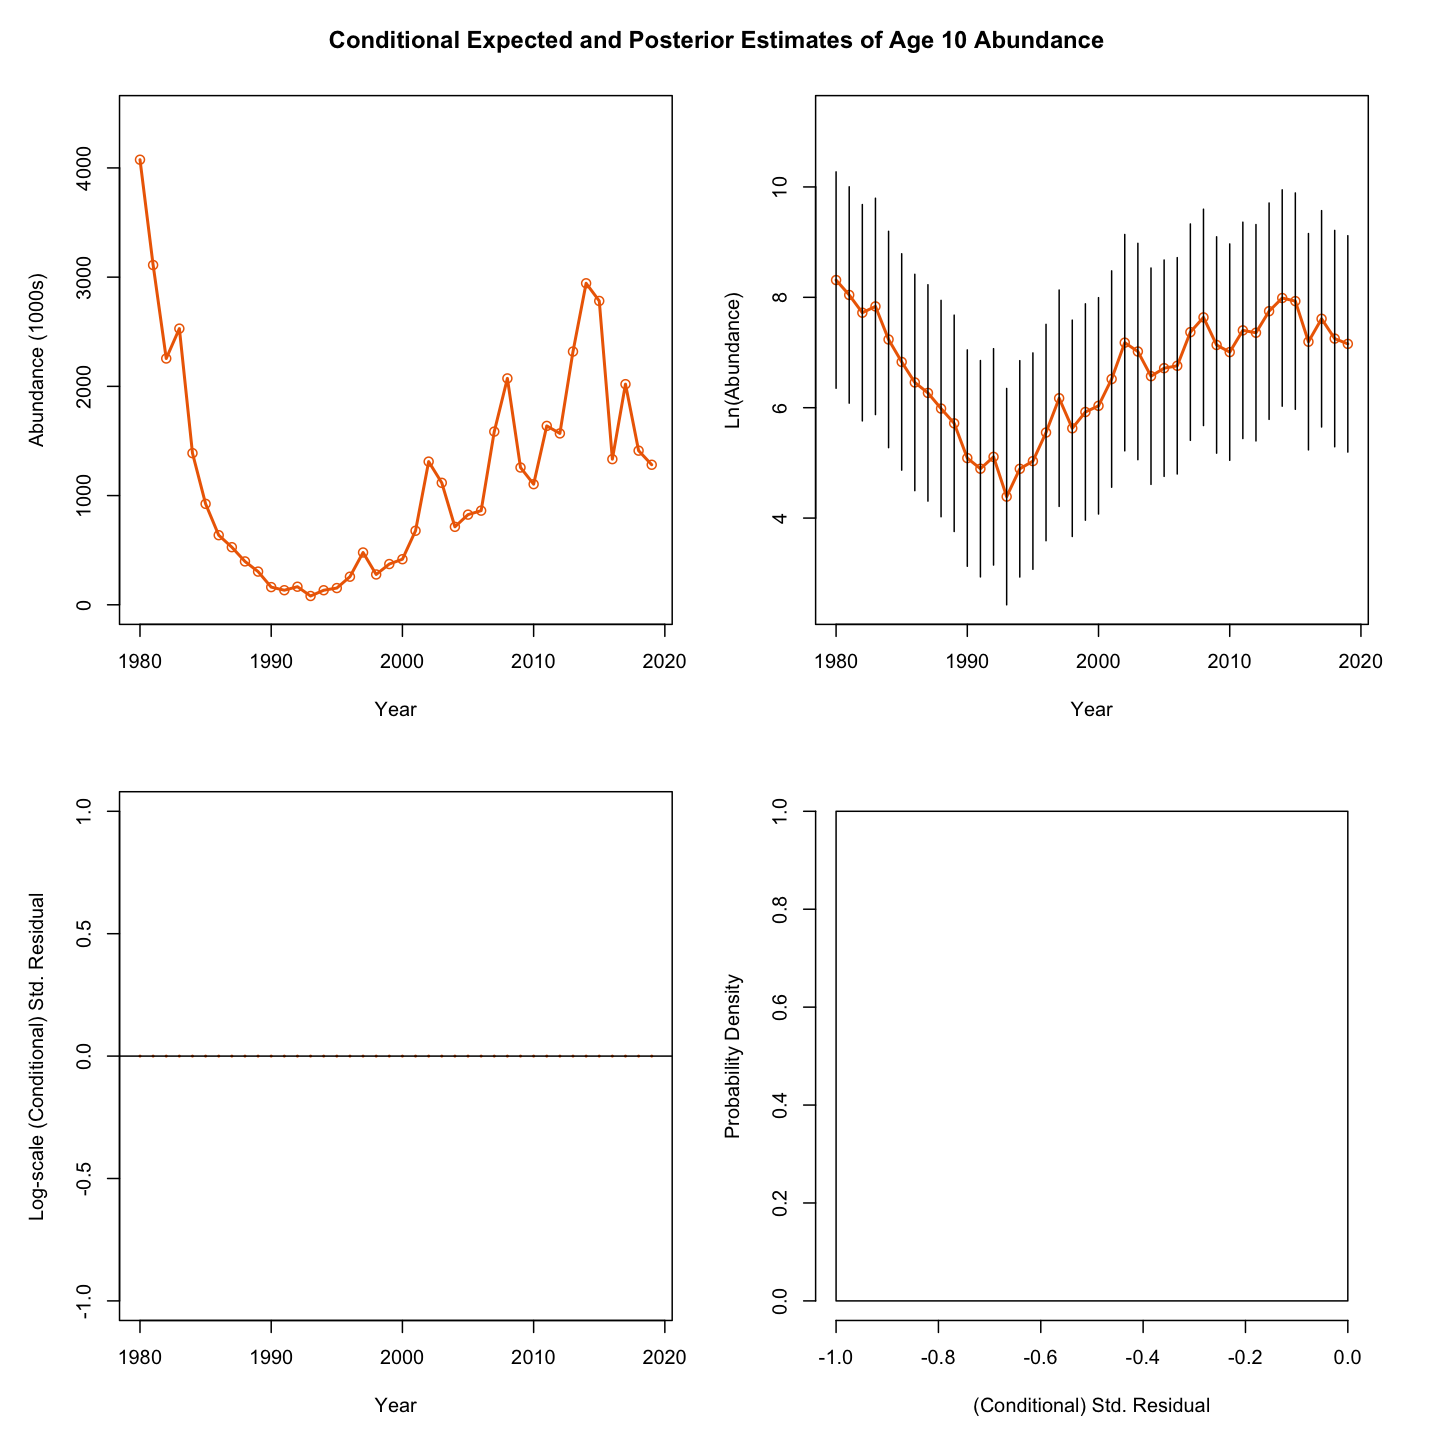 Conditional Expected and Posterior Estimates of Age 10 Abundance
Abundance (1000s)
4000
3000
2000
1000
0
1980 1990 2000 2010 2020
Year
Ln(Abundance)
10
8
6
4
1980 1990 2000 2010 2020
Year
Log-scale (Conditional) Std. Residual
1.0
0.5
0.0
-0.5
-1.0
1980 1990 2000 2010 2020
Year
Probability Density
1.0
0.8
0.6
0.4
0.2
0.0
-1.0 -0.8 -0.6 -0.4 -0.2 0.0
(Conditional) Std. Residual